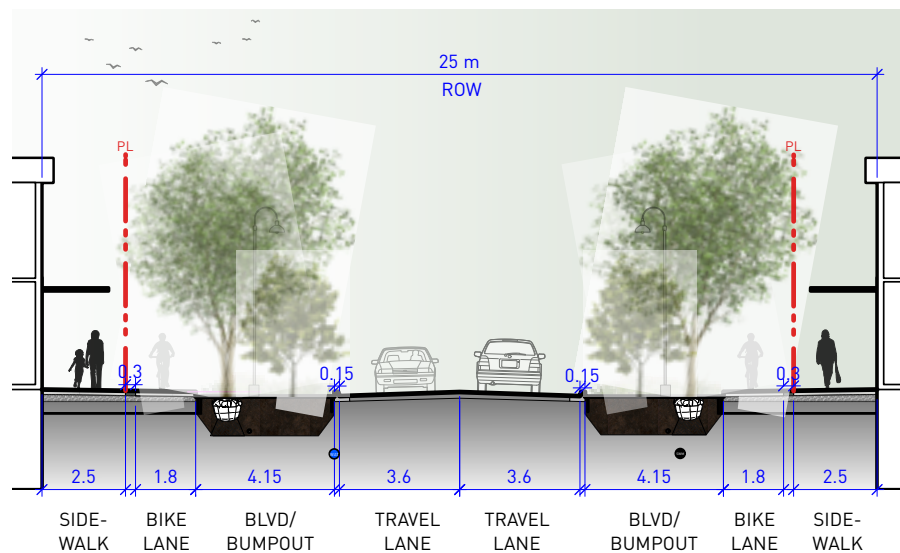 25 m
ROW
PL PL
0.3 0.15 0.15 0.3
2.5 1.8 4.15 3.6 3.6 4.15 1.8 2.5
SIDE- BIKE BLVD/ TRAVEL TRAVEL BLVD/ BIKE SIDE-
WALK LANE BUMPOUT LANE LANE BUMPOUT LANE WALK